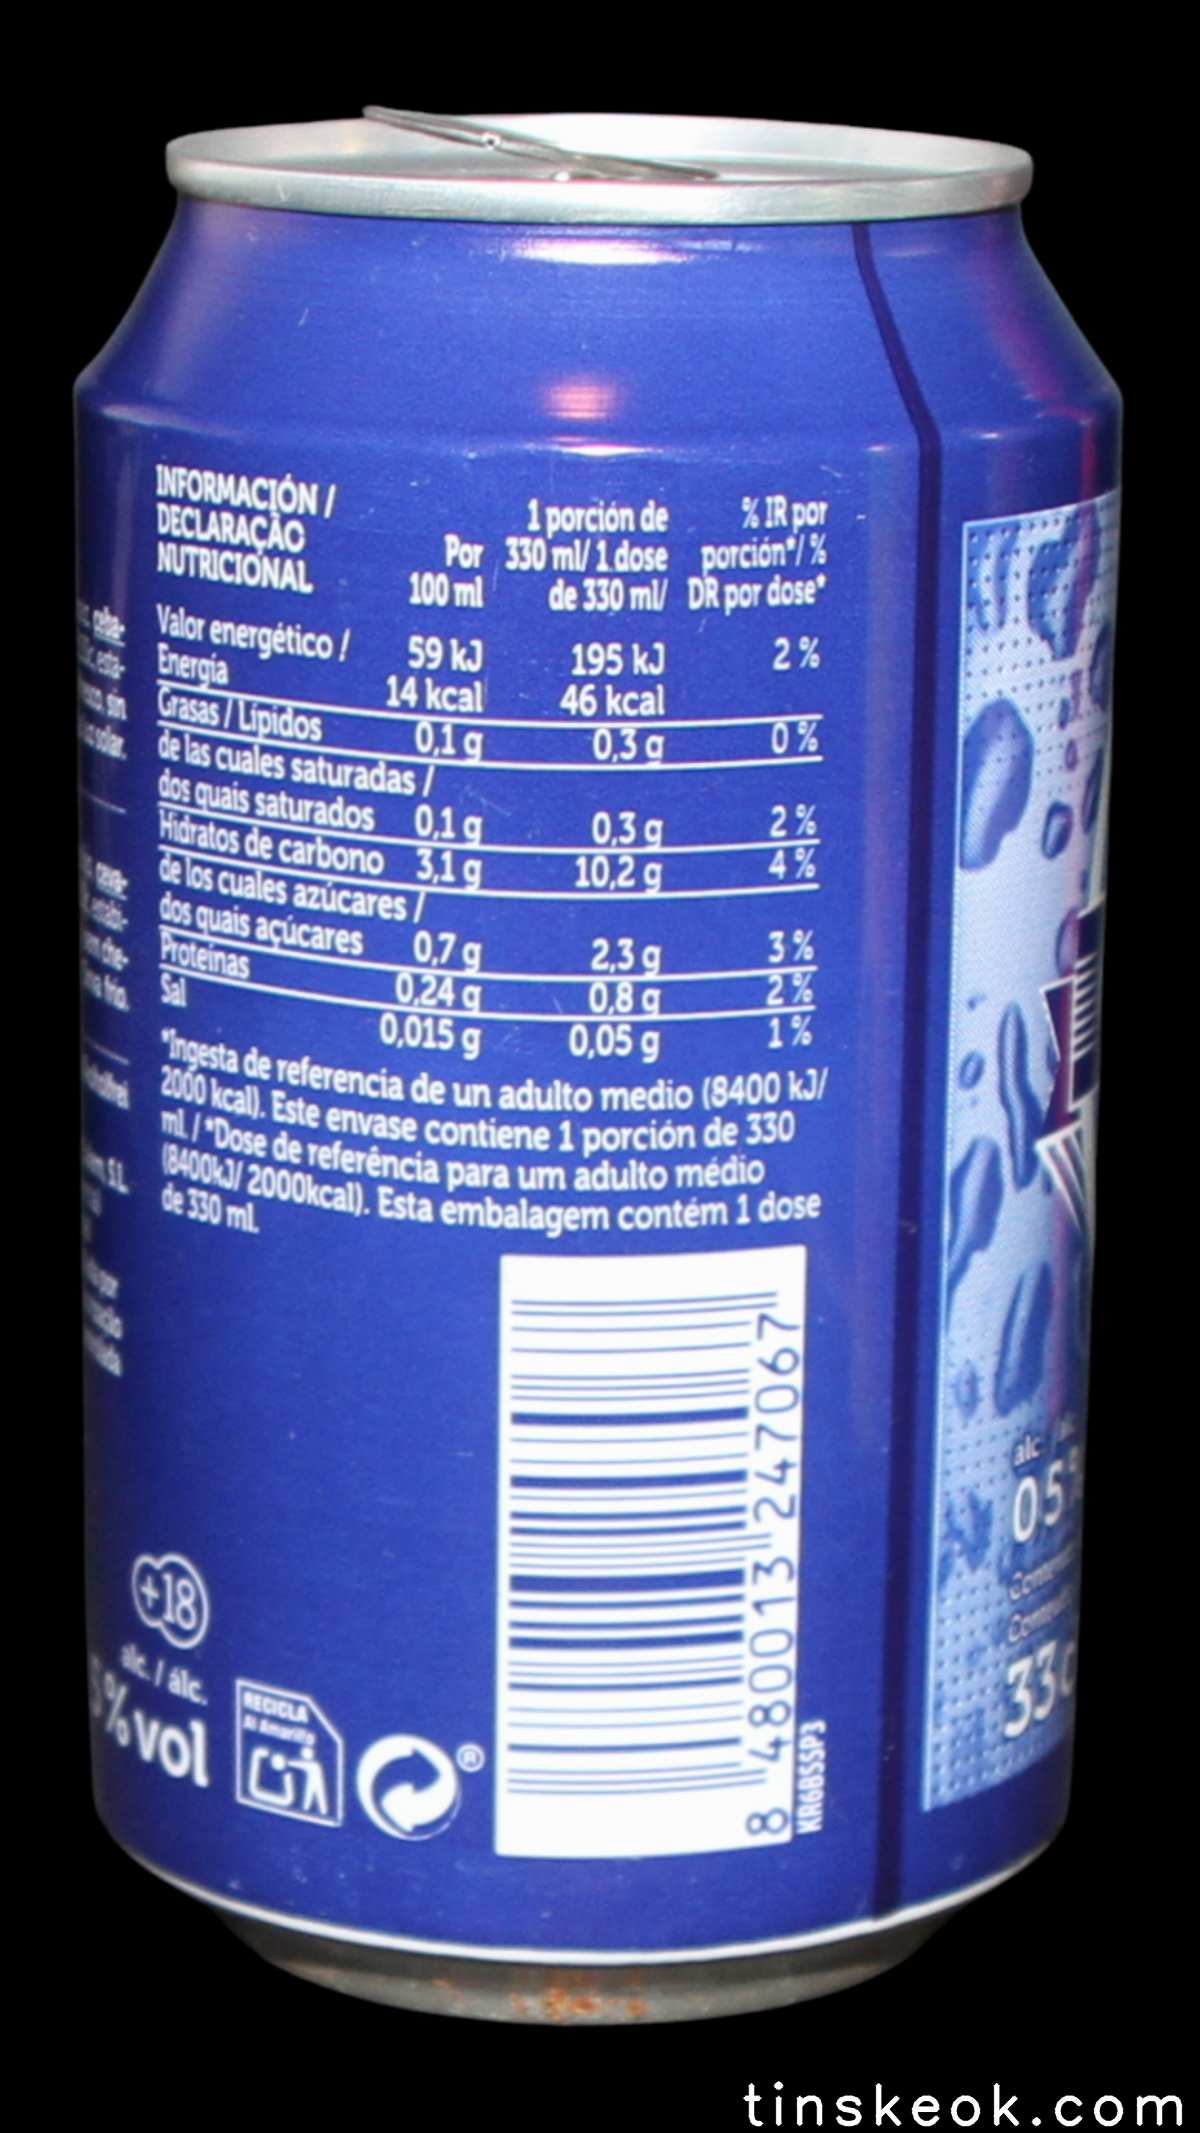 INFORMACIÓN /
DECLARAÇÃO
NUTRICIONAL
Por
100 ml
1 porción de
330 ml/ 1 dose
de 330 ml/
% IR por
porción*/ %
DR por dose*
Valor energético /
Energía 59 kJ 195 kJ 2 %
14 kcal 46 kcal
Grasas / Lípidos 0,1 g 0,3 g 0 %
de las cuales saturadas /
dos quais saturados 0,1 g 0,3 g 2 %
Hidratos de carbono 3,1 g 10,2 g 4 %
de los cuales azúcares /
dos quais açúcares 0,7 g 2,3 g 3 %
Proteínas 0,24 g 0,8 g 2 %
Sal 0,015 g 0,05 g 1 %
*Ingesta de referencia de un adulto medio (8400 kJ/
2000 kcal). Este envase contiene 1 porción de 330
ml. / *Dose de referência para um adulto médio
(8400kJ/ 2000kcal). Esta embalagem contém 1 dose
de 330 ml.
8 480013 247067
KR6BSSP3
+18
alc. / álc.
% vol
RECICLA
Al Amarillo
®
alc.
0,5%
33 c
tinskeok.com